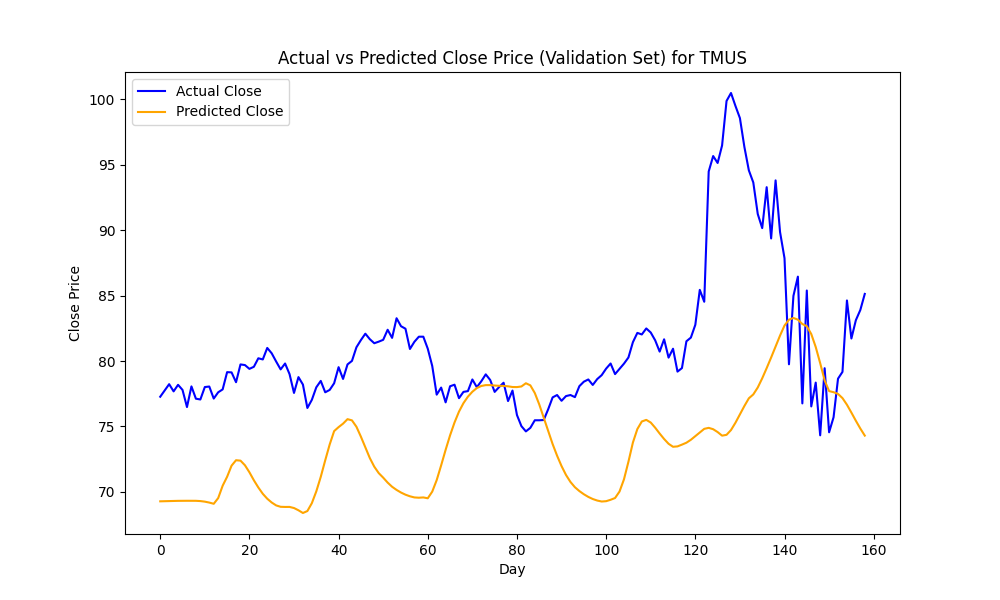 Actual vs Predicted Close Price (Validation Set) for TMUS
Actual Close
Predicted Close
Close Price
100
95
90
85
80
75
70
0 20 40 60 80 100 120 140 160
Day